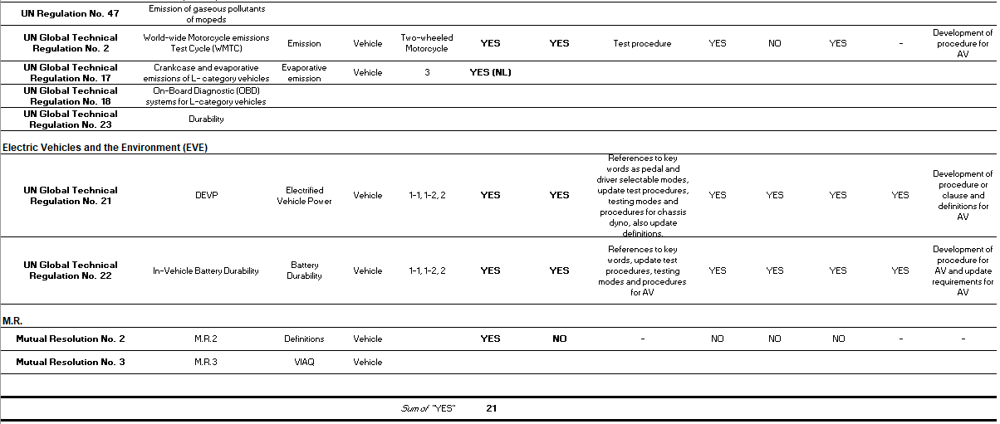 UN Regulation No. 47
Emission of gaseous pollutants
of mopeds
UN Global Technical
Regulation No. 2
World-wide Motorcycle emissions
Test Cycle (WMTC)
Emission
Vehicle
Two-wheeled
Motorcycle
YES
YES
Test procedure
YES
NO
YES
-
Development of
procedure for
AV
UN Global Technical
Regulation No. 17
Crankcase and evaporative
emissions of L- category vehicles
Evaporative
emission
Vehicle
3
YES (NL)
UN Global Technical
Regulation No. 18
On-Board Diagnostic (OBD)
systems for L-category vehicles
UN Global Technical
Regulation No. 23
Durability
Electric Vehicles and the Environment (EVE)
UN Global Technical
Regulation No. 21
DEVP
Electrified
Vehicle Power
Vehicle
1-1, 1-2, 2
YES
YES
References to key
words as pedal and
driver selectable modes,
update test procedures,
testing modes and
procedures for chassis
dyno, also update
definitions.
YES
YES
YES
YES
Development of
procedure or
clause and
definitions for
AV
UN Global Technical
Regulation No. 22
In-Vehicle Battery Durability
Battery
Durability
Vehicle
1-1, 1-2, 2
YES
YES
References to key
words, update test
procedures, testing
modes and procedures
for AV
YES
YES
YES
YES
Development of
procedure for
AV and update
requirements for
AV
M.R.
Mutual Resolution No. 2
M.R.2
Definitions
Vehicle
YES
NO
-
NO
NO
NO
-
-
Mutual Resolution No. 3
M.R.3
VIAQ
Vehicle
Sum of "YES"
21